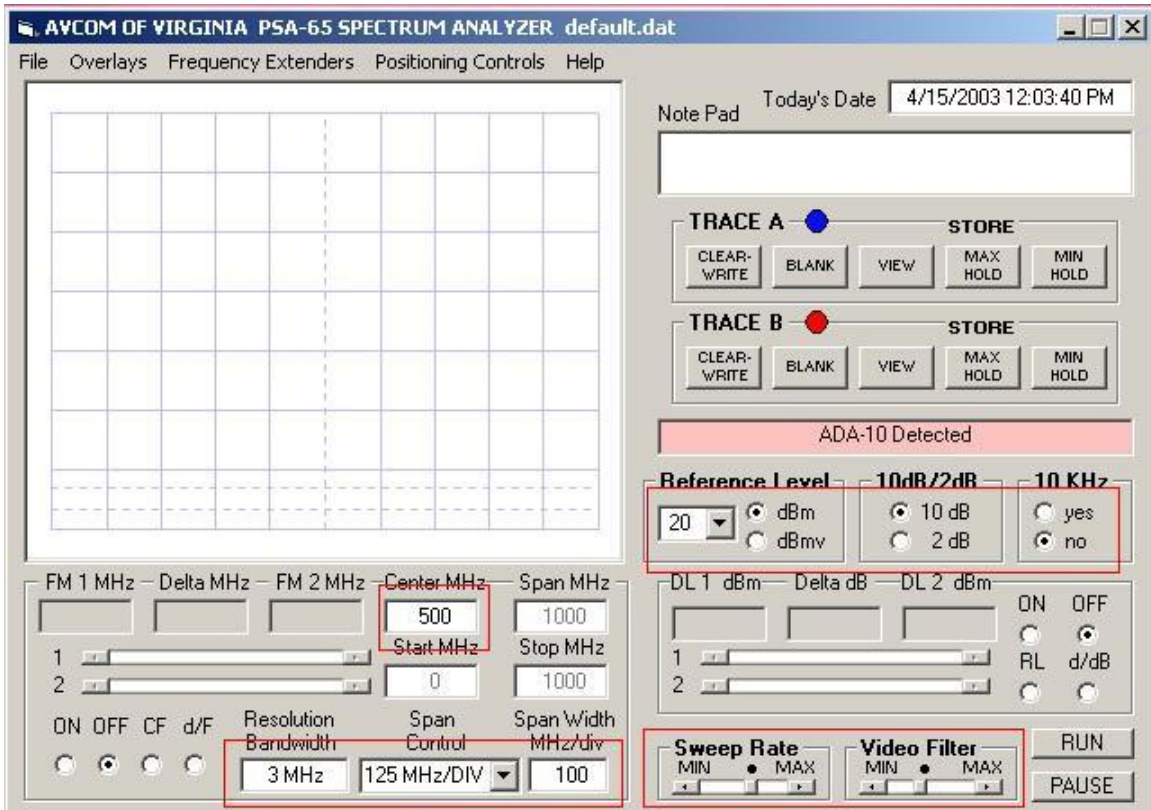 AVCOM OF VIRGINIA PSA-65 SPECTRUM ANALYZER default.dat
File Overlays Frequency Extenders Positioning Controls Help
Note Pad
Today's Date 4/15/2003 12:03:40 PM
TRACE A STORE
CLEAR-WRITE BLANK VIEW MAX HOLD MIN HOLD
TRACE B STORE
CLEAR-WRITE BLANK VIEW MAX HOLD MIN HOLD
ADA-10 Detected
Reference Level
20 dBm
dBmv
10dB/2dB
10 dB
2 dB
10 KHz
yes
no
FM 1 MHz Delta MHz FM 2 MHz Center MHz Span MHz
500 1000
Start MHz Stop MHz
1
2
0 1000
ON OFF CF d/F
Resolution Bandwidth
3 MHz
Span Control
125 MHz/DIV
Span Width MHz/div
100
DL 1 dBm Delta dB DL 2 dBm
ON OFF
1
2
RL d/dB
Sweep Rate
MIN MAX
Video Filter
MIN MAX
RUN
PAUSE